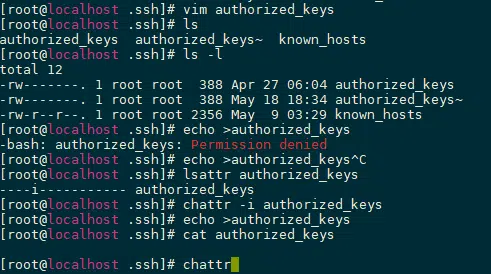 [root@localhost .ssh]# vim authorized_keys
[root@localhost .ssh]# ls
authorized_keys  authorized_keys~  known_hosts
[root@localhost .ssh]# ls -l
total 12
-rw-------. 1 root root  388 Apr 27 06:04 authorized_keys
-rw-------. 1 root root  388 May 18 18:34 authorized_keys~
-rw-r--r--. 1 root root 2356 May  9 03:29 known_hosts
[root@localhost .ssh]# echo >authorized_keys
-bash: authorized_keys: Permission denied
[root@localhost .ssh]# echo >authorized_keys^C
[root@localhost .ssh]# lsattr authorized_keys
----i----------- authorized_keys
[root@localhost .ssh]# chattr -i authorized_keys
[root@localhost .ssh]# echo >authorized_keys
[root@localhost .ssh]# cat authorized_keys

[root@localhost .ssh]# chattr